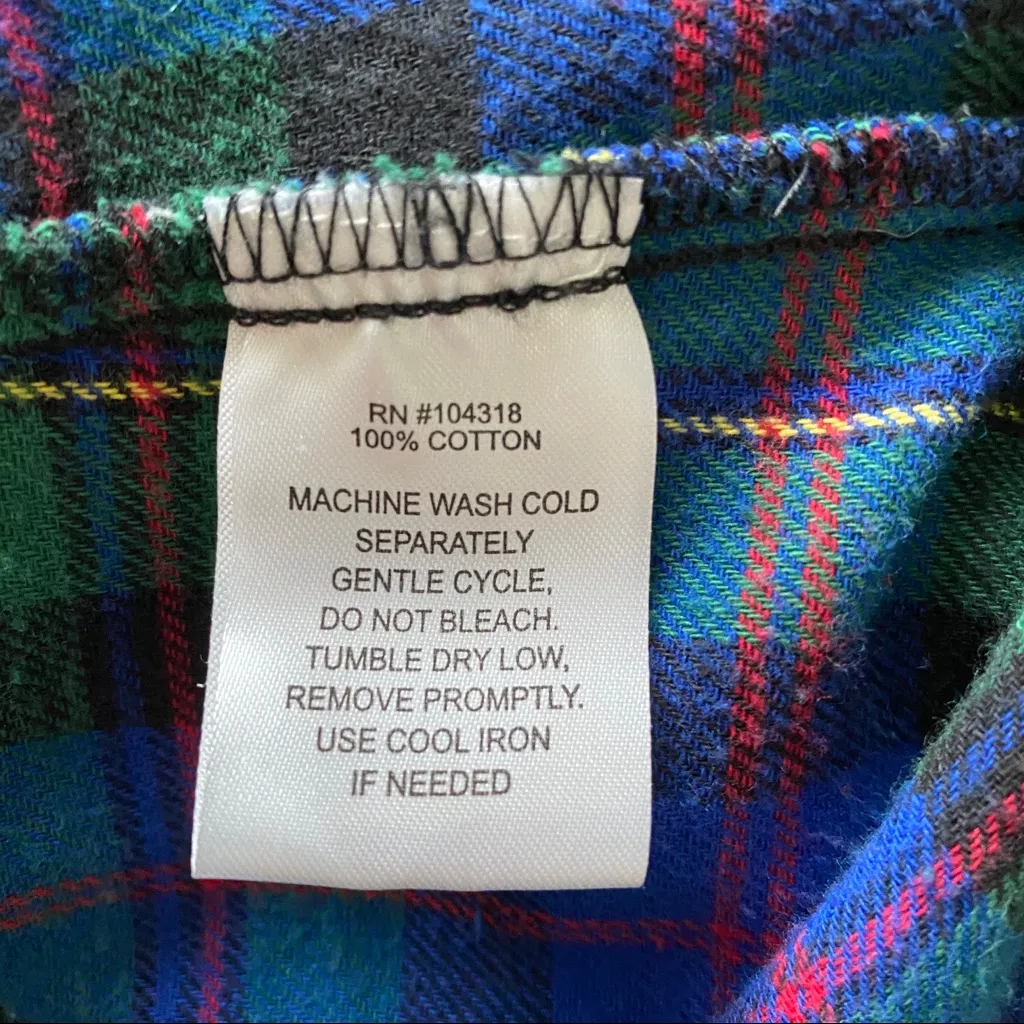 RN #104318
100% COTTON
MACHINE WASH COLD
SEPARATELY
GENTLE CYCLE,
DO NOT BLEACH.
TUMBLE DRY LOW,
REMOVE PROMPTLY.
USE COOL IRON
IF NEEDED